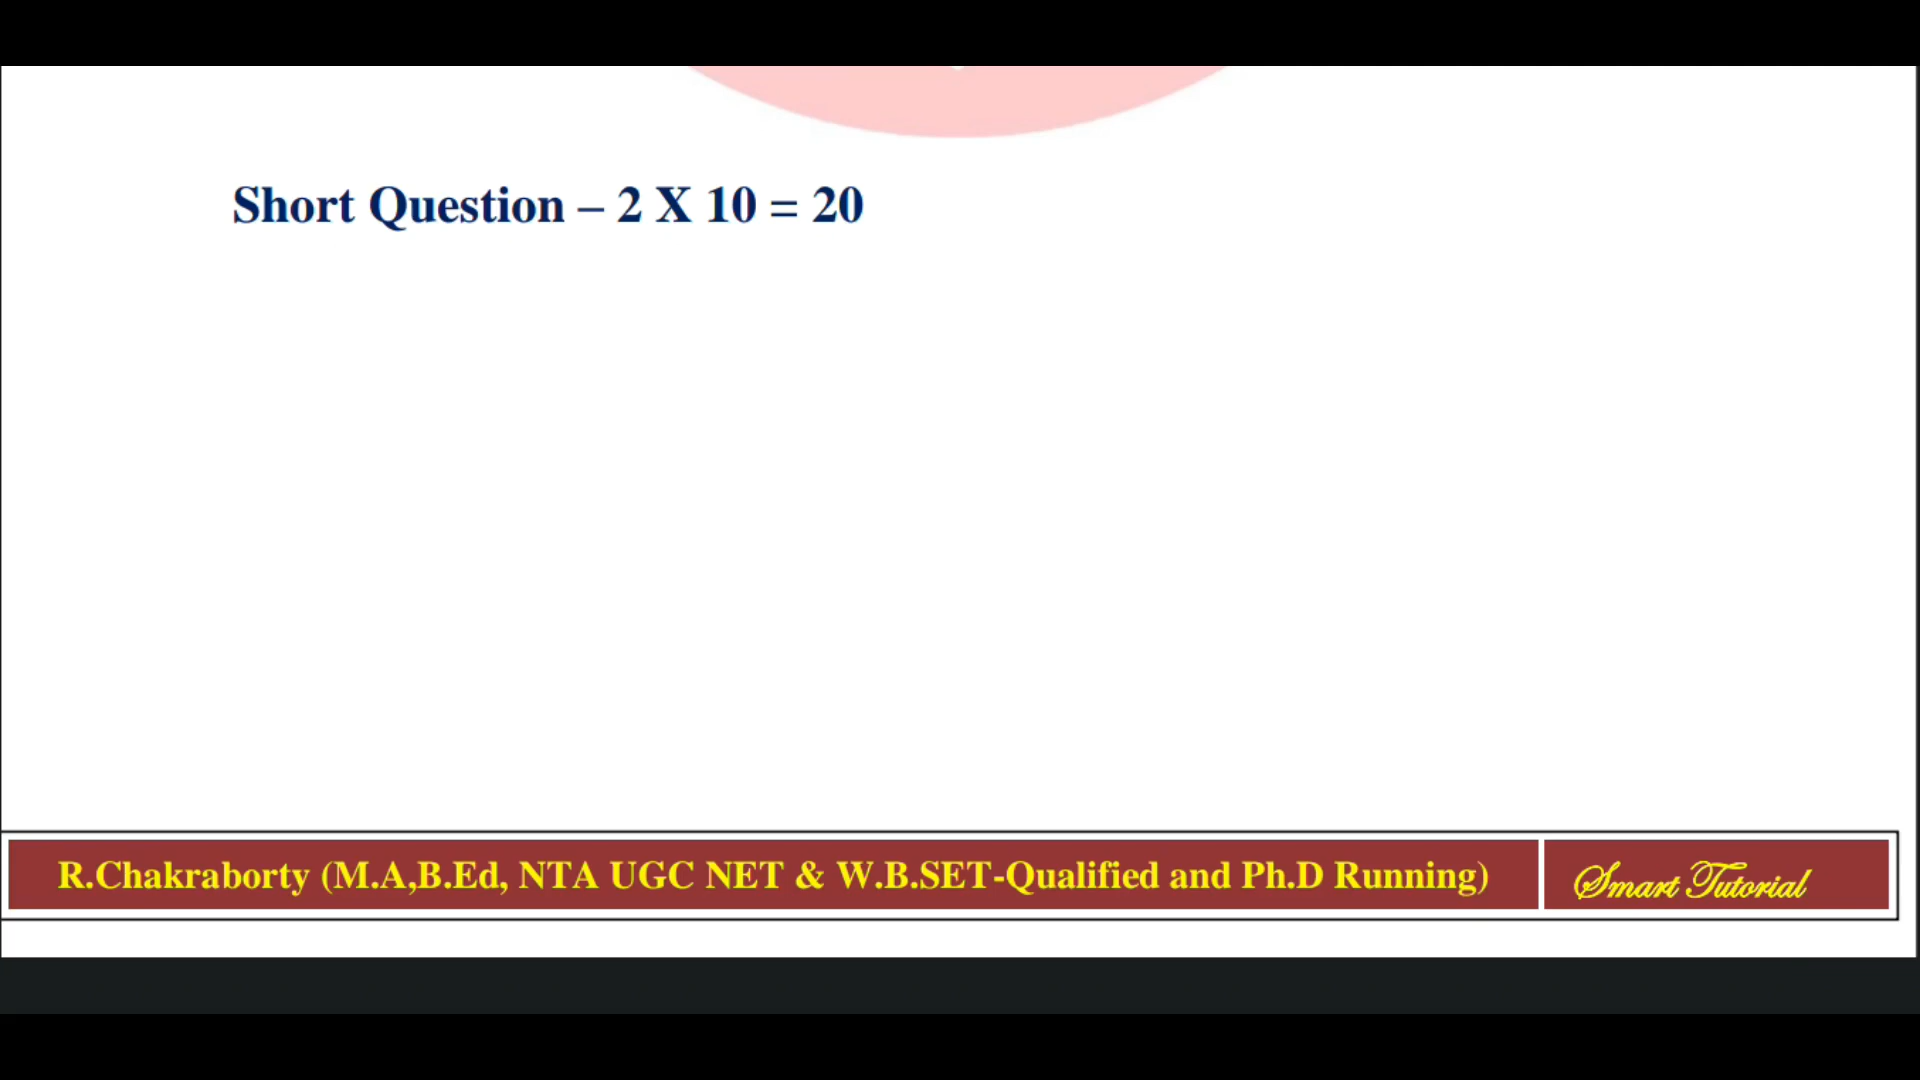 Short Question – 2 X 10 = 20
R.Chakraborty (M.A,B.Ed, NTA UGC NET & W.B.SET-Qualified and Ph.D Running)
Smart Tutorial